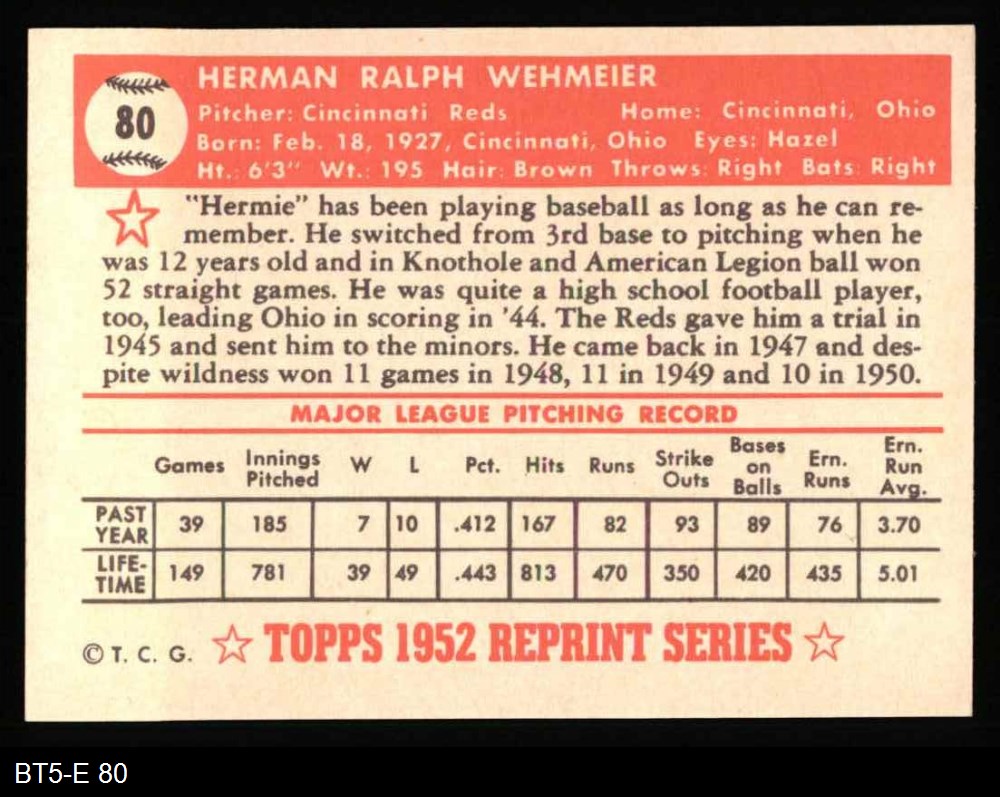 80
HERMAN RALPH WEHMEIER
Pitcher: Cincinnati Reds Home: Cincinnati, Ohio
Born: Feb. 18, 1927, Cincinnati, Ohio Eyes: Hazel
Ht.: 6'3" Wt.: 195 Hair: Brown Throws: Right Bats: Right
"Hermie" has been playing baseball as long as he can re-
member. He switched from 3rd base to pitching when he
was 12 years old and in Knothole and American Legion ball won
52 straight games. He was quite a high school football player,
too, leading Ohio in scoring in '44. The Reds gave him a trial in
1945 and sent him to the minors. He came back in 1947 and des-
pite wildness won 11 games in 1948, 11 in 1949 and 10 in 1950.
MAJOR LEAGUE PITCHING RECORD
Games Innings Pitched W L Pct. Hits Runs Strike Outs Bases on Balls Ern. Runs Ern. Run Avg.
PAST YEAR 39 185 7 10 .412 167 82 93 89 76 3.70
LIFE-TIME 149 781 39 49 .443 813 470 350 420 435 5.01
© T. C. G. TOPPS 1952 REPRINT SERIES
BT5-E 80